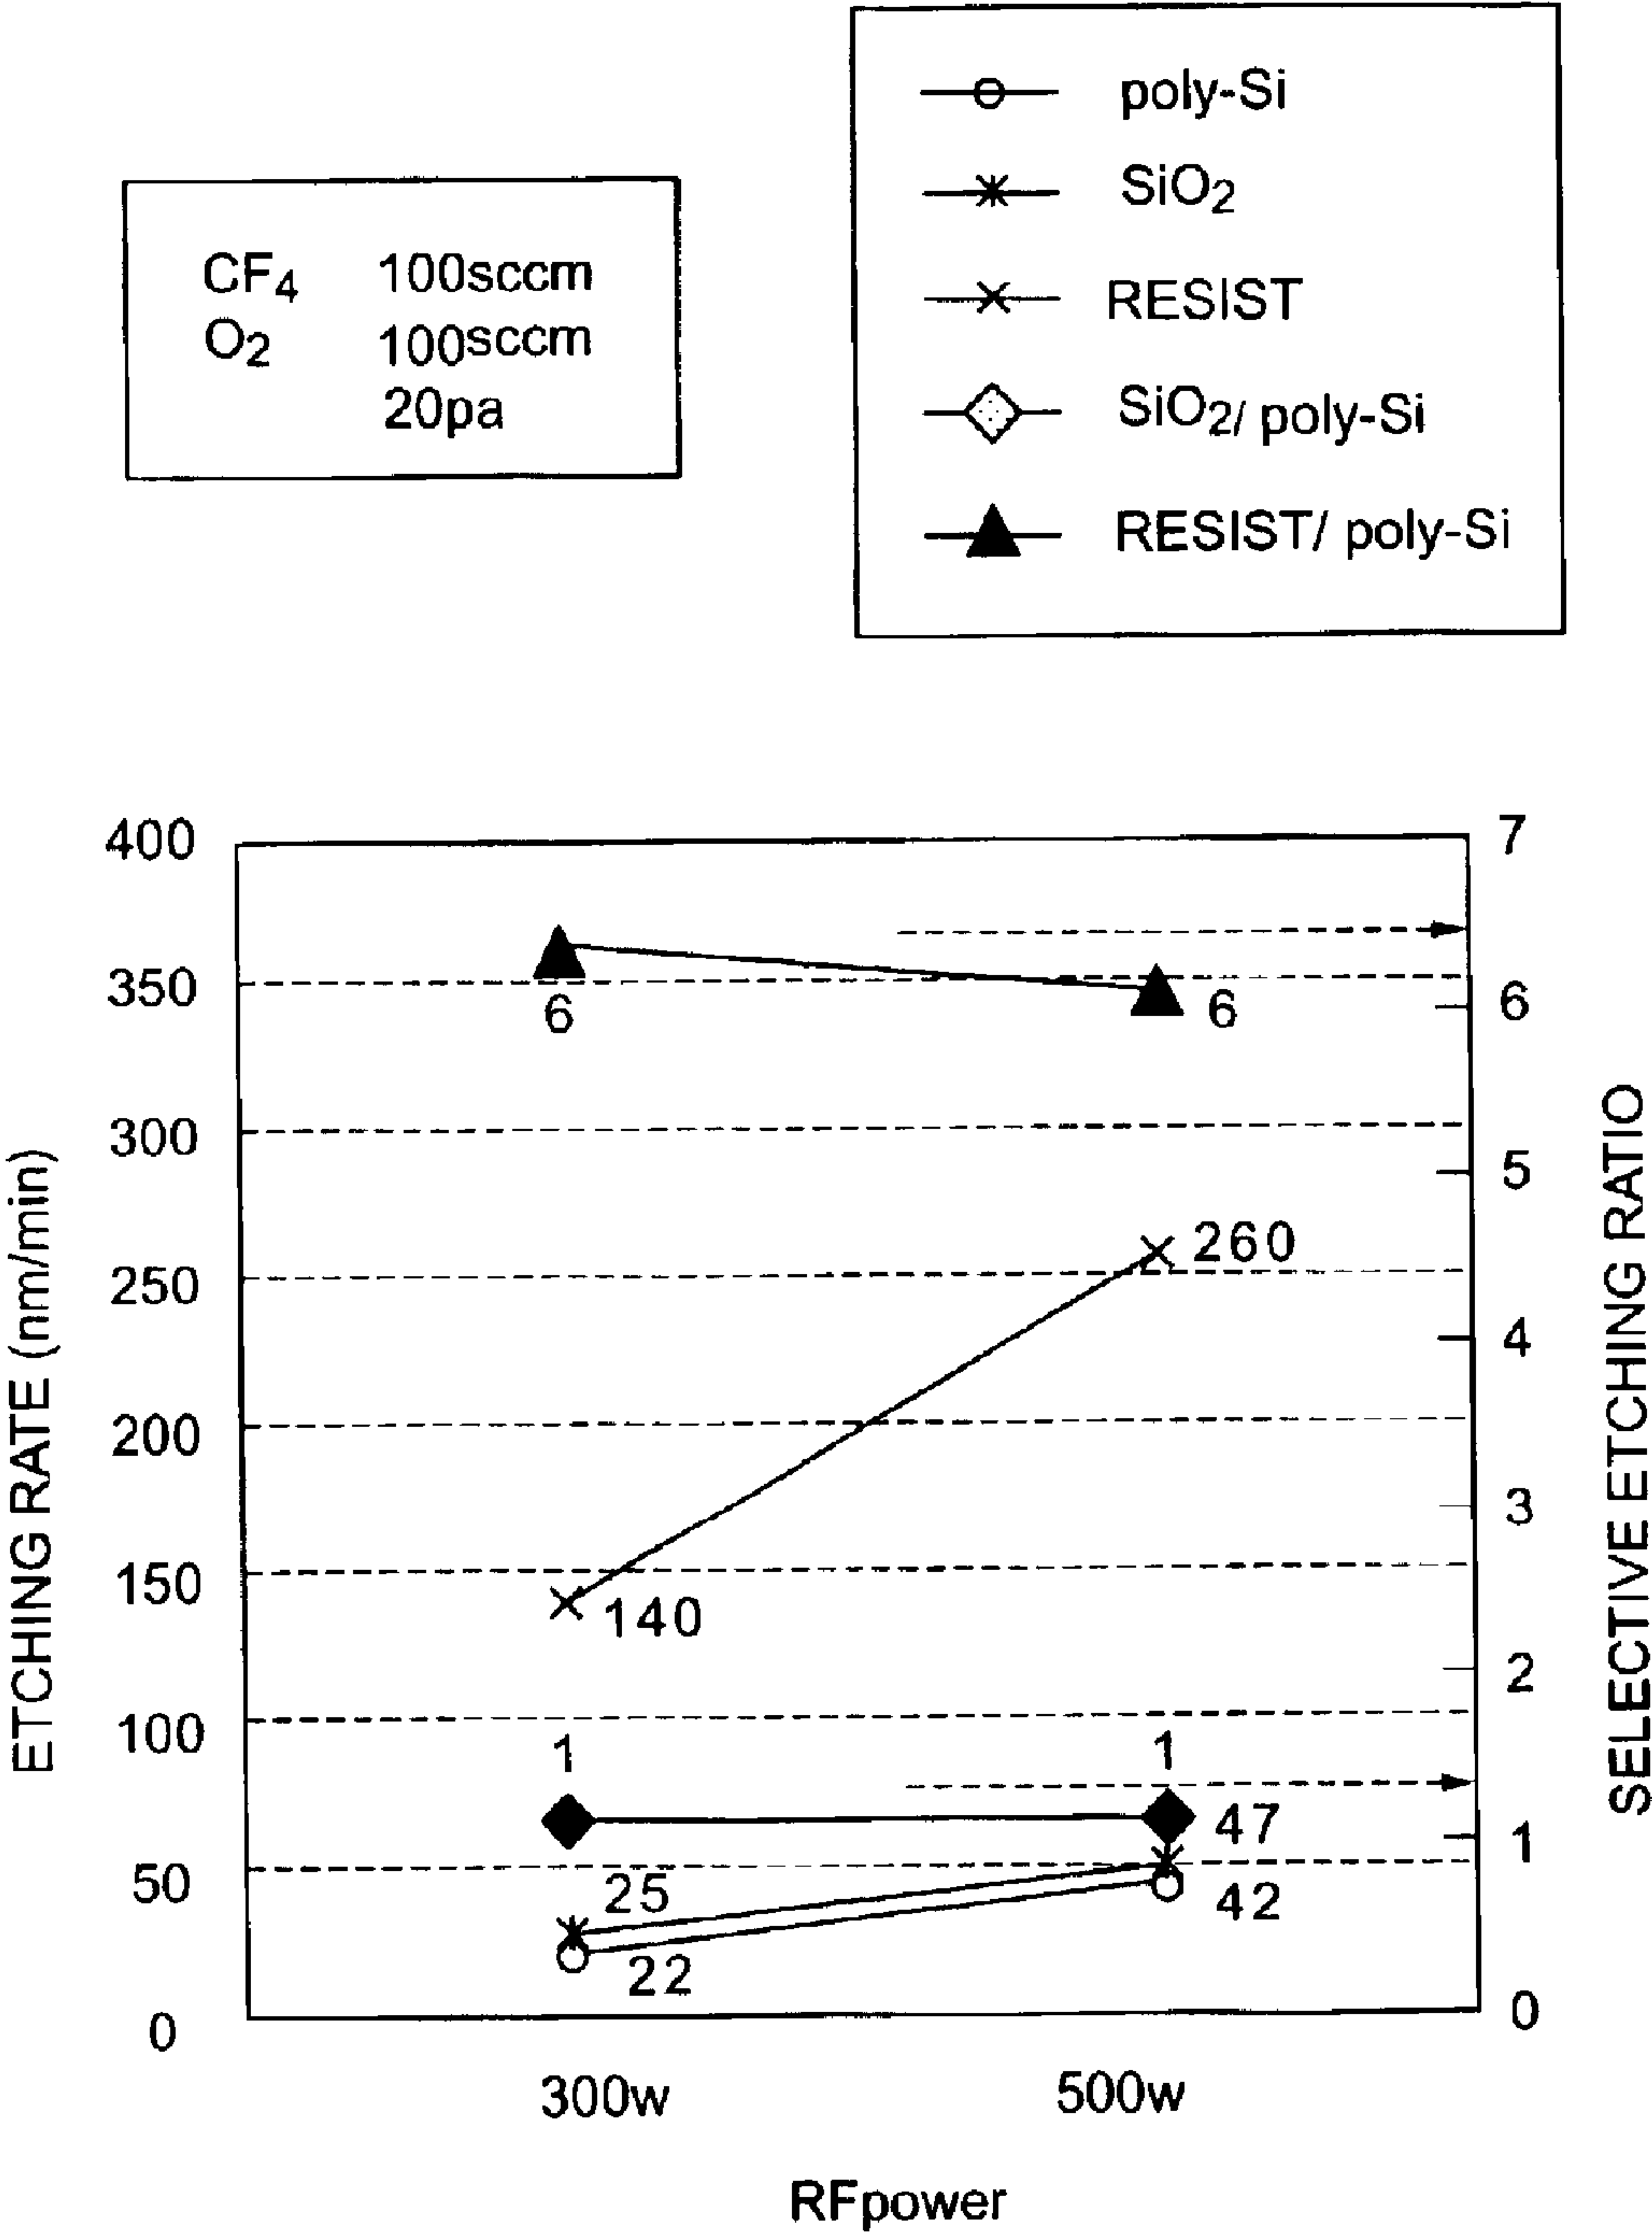 poly-Si
SiO2
RESIST
SiO2/ poly-Si
RESIST/ poly-Si
CF4 100sccm
O2 100sccm
20pa
400
350
300
250
200
150
100
50
0
ETCHING RATE (nm/min)
6
6
260
140
1
1
47
25
42
22
7
6
5
4
3
2
1
0
SELECTIVE ETCHING RATIO
300w
500w
RFpower